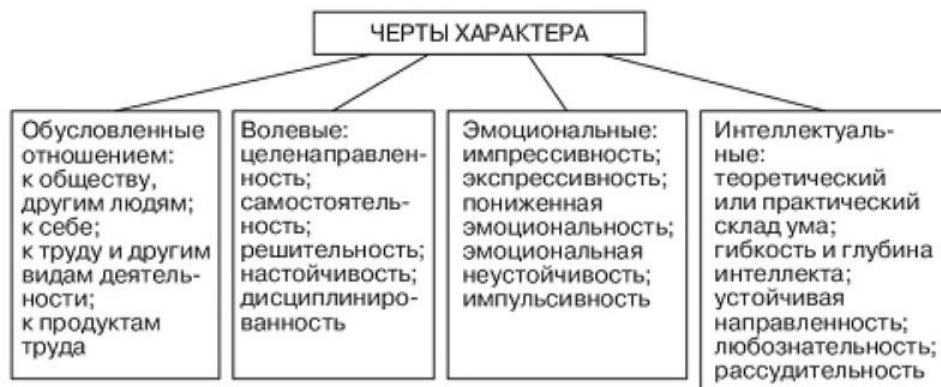 ЧЕРТЫ ХАРАКТЕРА
Обусловленные
отношением:
к обществу,
другим людям;
к себе;
к труду и другим
видам деятель-
ности;
к продуктам
труда
Волевые:
целенаправлен-
ность;
самостоятель-
ность;
решительность;
настойчивость;
дисциплиниро-
ванность
Эмоциональные:
импрессивность;
экспрессивность;
пониженная
эмоциональность;
эмоциональная
неустойчивость;
импульсивность
Интеллектуаль-
ные:
теоретический
или практический
склад ума;
гибкость и глубина
интеллекта;
устойчивая
направленность;
любознательность;
рассудительность